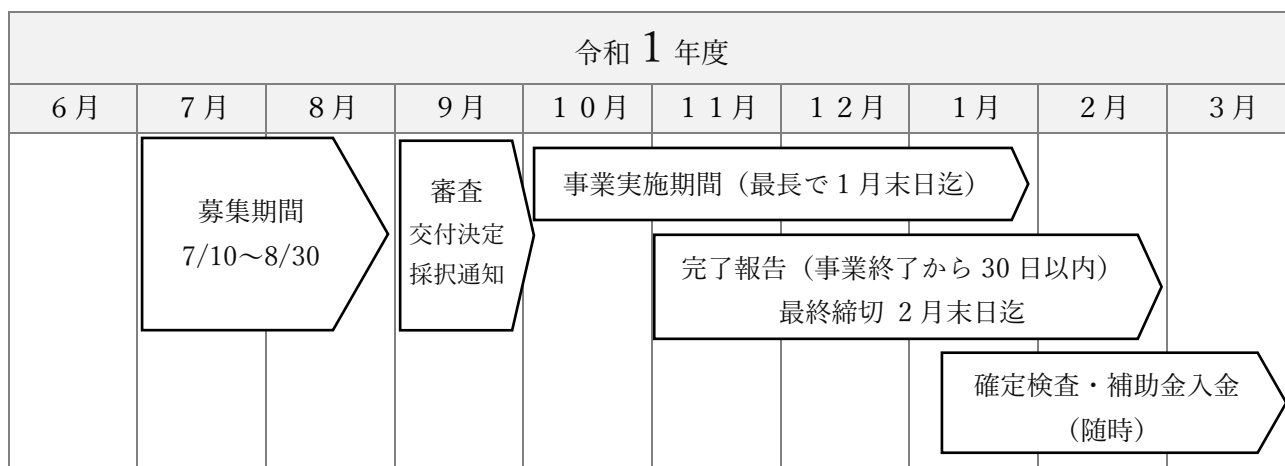 令和 1 年度
6月 7月 8月 9月 10月 11月 12月 1月 2月 3月
募集期間
7/10～8/30
審査
交付決定
採択通知
事業実施期間（最長で1月末日迄）
完了報告（事業終了から30日以内）
最終締切 2月末日迄
確定検査・補助金入金
（随時）